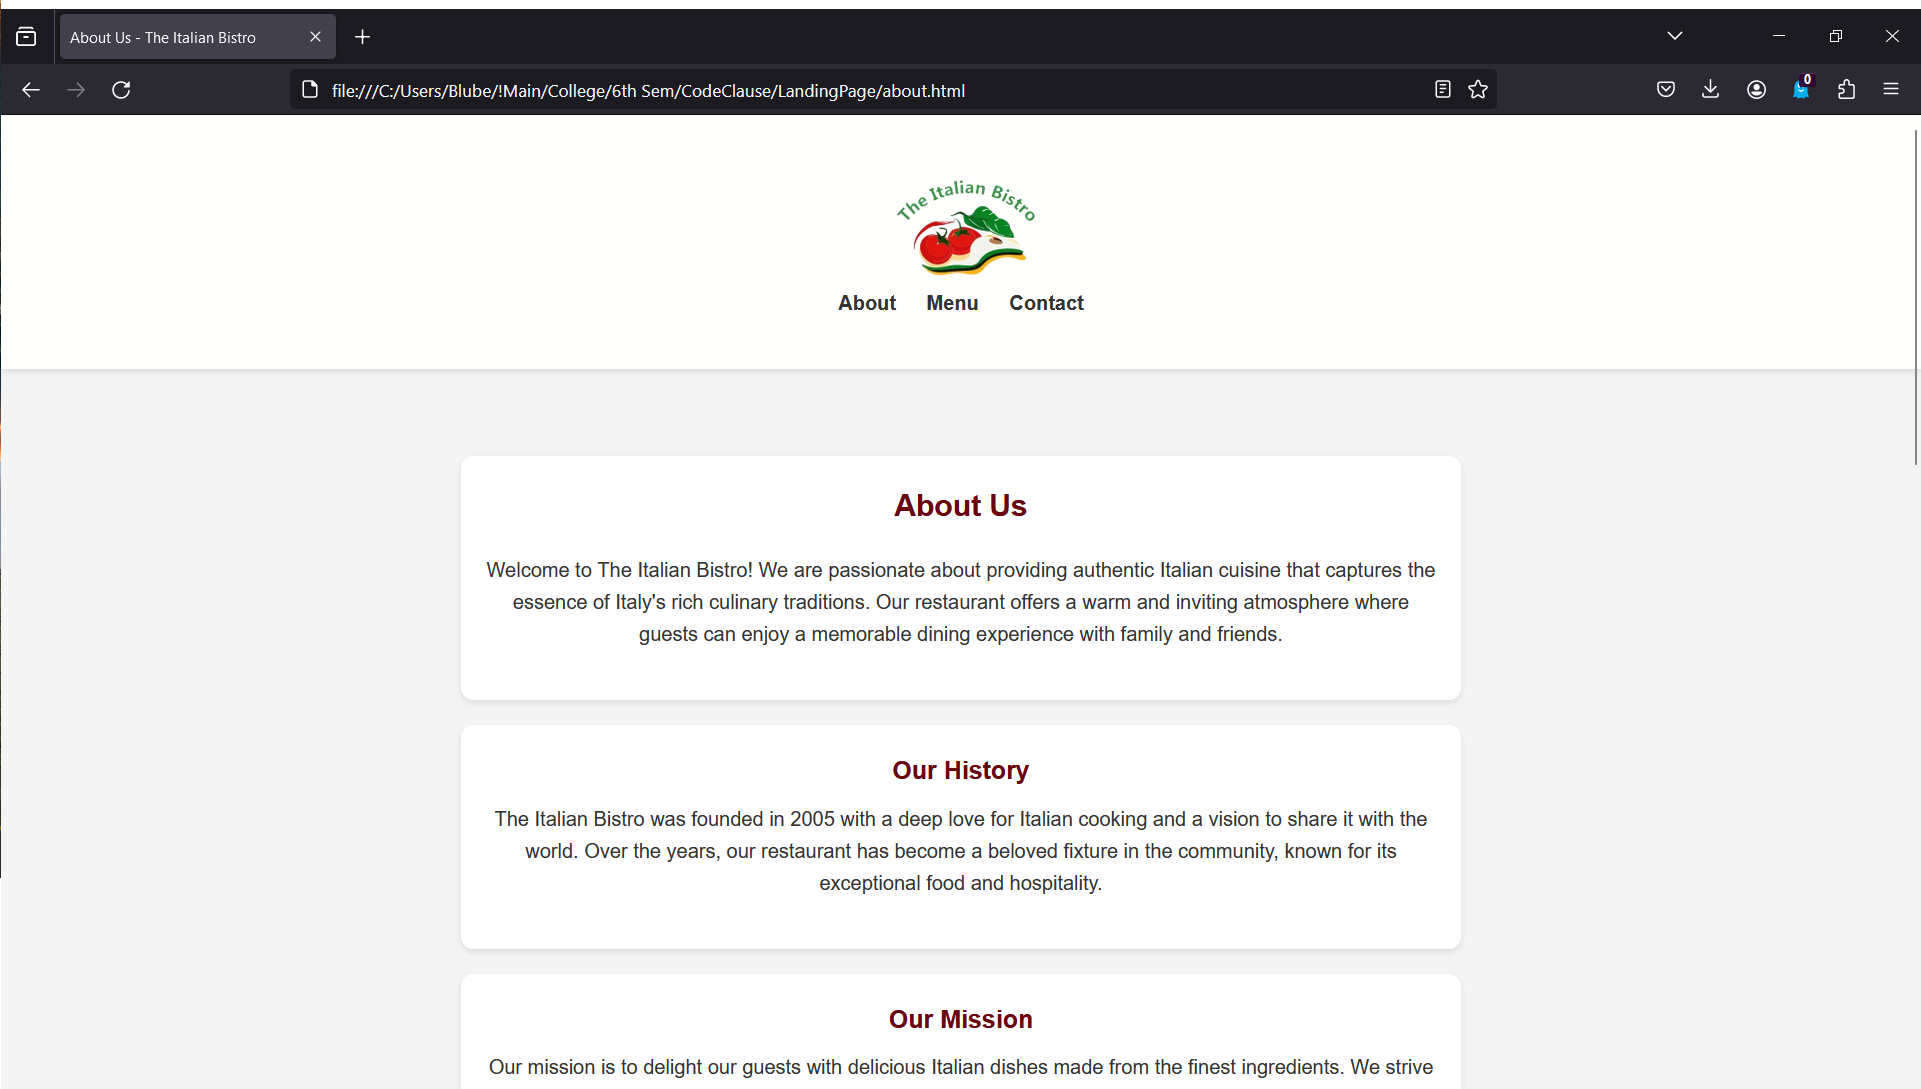 About Us - The Italian Bistro
file:///C:/Users/Blube/!Main/College/6th Sem/CodeClause/LandingPage/about.html
0
The Italian Bistro
About Menu Contact
About Us
Welcome to The Italian Bistro! We are passionate about providing authentic Italian cuisine that captures the
essence of Italy's rich culinary traditions. Our restaurant offers a warm and inviting atmosphere where
guests can enjoy a memorable dining experience with family and friends.
Our History
The Italian Bistro was founded in 2005 with a deep love for Italian cooking and a vision to share it with the
world. Over the years, our restaurant has become a beloved fixture in the community, known for its
exceptional food and hospitality.
Our Mission
Our mission is to delight our guests with delicious Italian dishes made from the finest ingredients. We strive